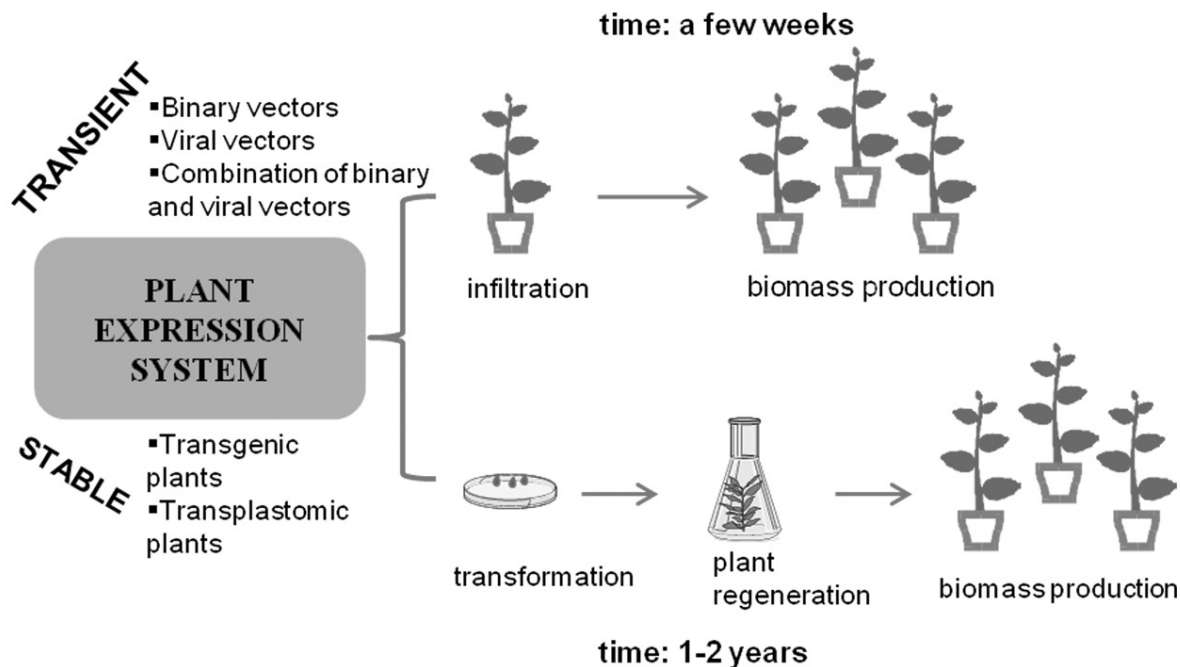 time: a few weeks
TRANSIENT
▪Binary vectors
▪Viral vectors
▪Combination of binary
and viral vectors
infiltration
biomass production
PLANT
EXPRESSION
SYSTEM
STABLE
▪Transgenic
plants
▪Transplastomic
plants
transformation
plant
regeneration
biomass production
time: 1-2 years